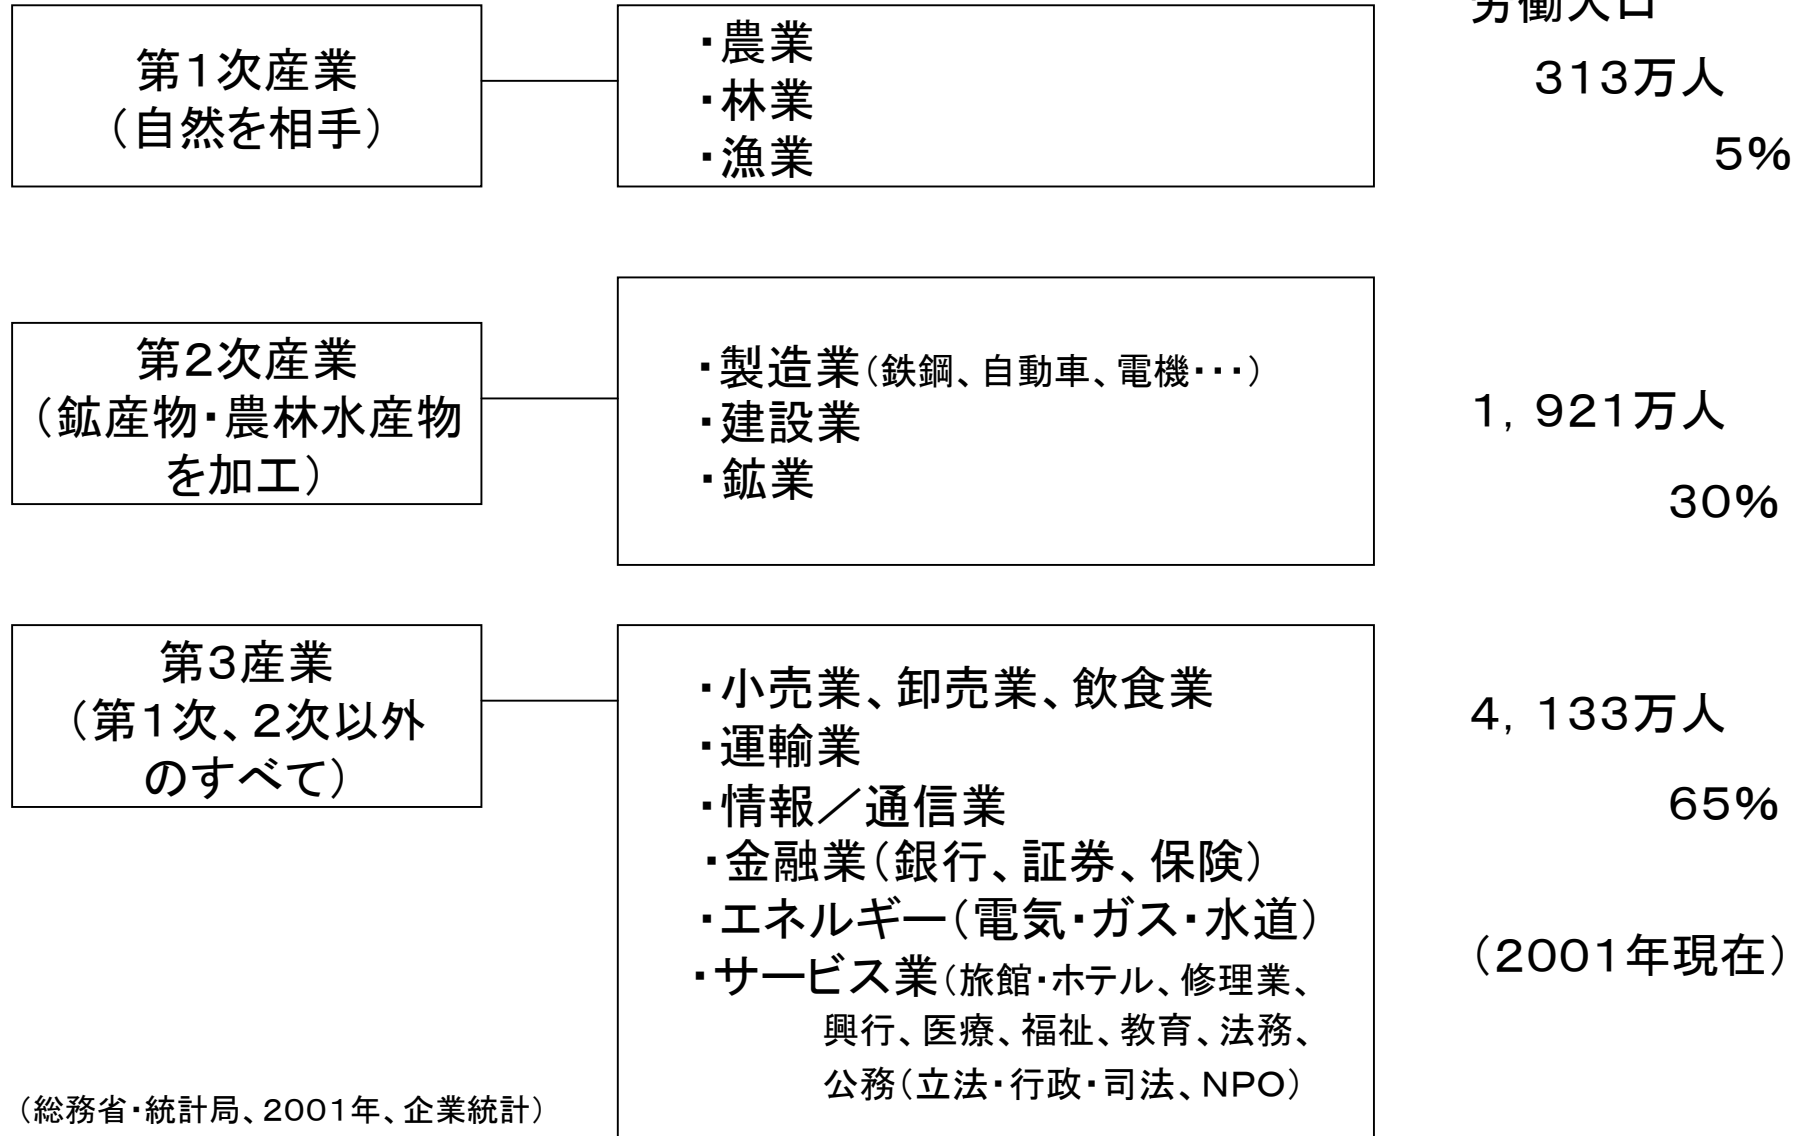 労働人口
第1次産業
（自然を相手）
・農業
・林業
・漁業
313万人
5%
第2次産業
（鉱産物・農林水産物
を加工）
・製造業（鉄鋼、自動車、電機・・・）
・建設業
・鉱業
1，921万人
30%
第3産業
（第1次、2次以外
のすべて）
・小売業、卸売業、飲食業
・運輸業
・情報／通信業
・金融業（銀行、証券、保険）
・エネルギー（電気・ガス・水道）
・サービス業（旅館・ホテル、修理業、
興行、医療、福祉、教育、法務、
公務（立法・行政・司法、NPO）
4，133万人
65%
（2001年現在）
（総務省・統計局、2001年、企業統計）